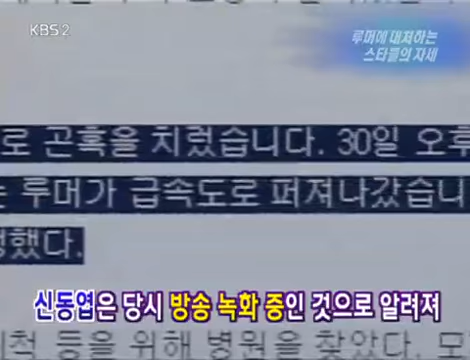 KBS2
루머에 대처하는
스타들의 자세
로 곤혹을 치렀습니다. 30일 오후
는 루머가 급속도로 퍼져나갔습니
했다.
신동엽은 당시 방송 녹화 중인 것으로 알려져
등을 위해 병원을 찾았다. 모